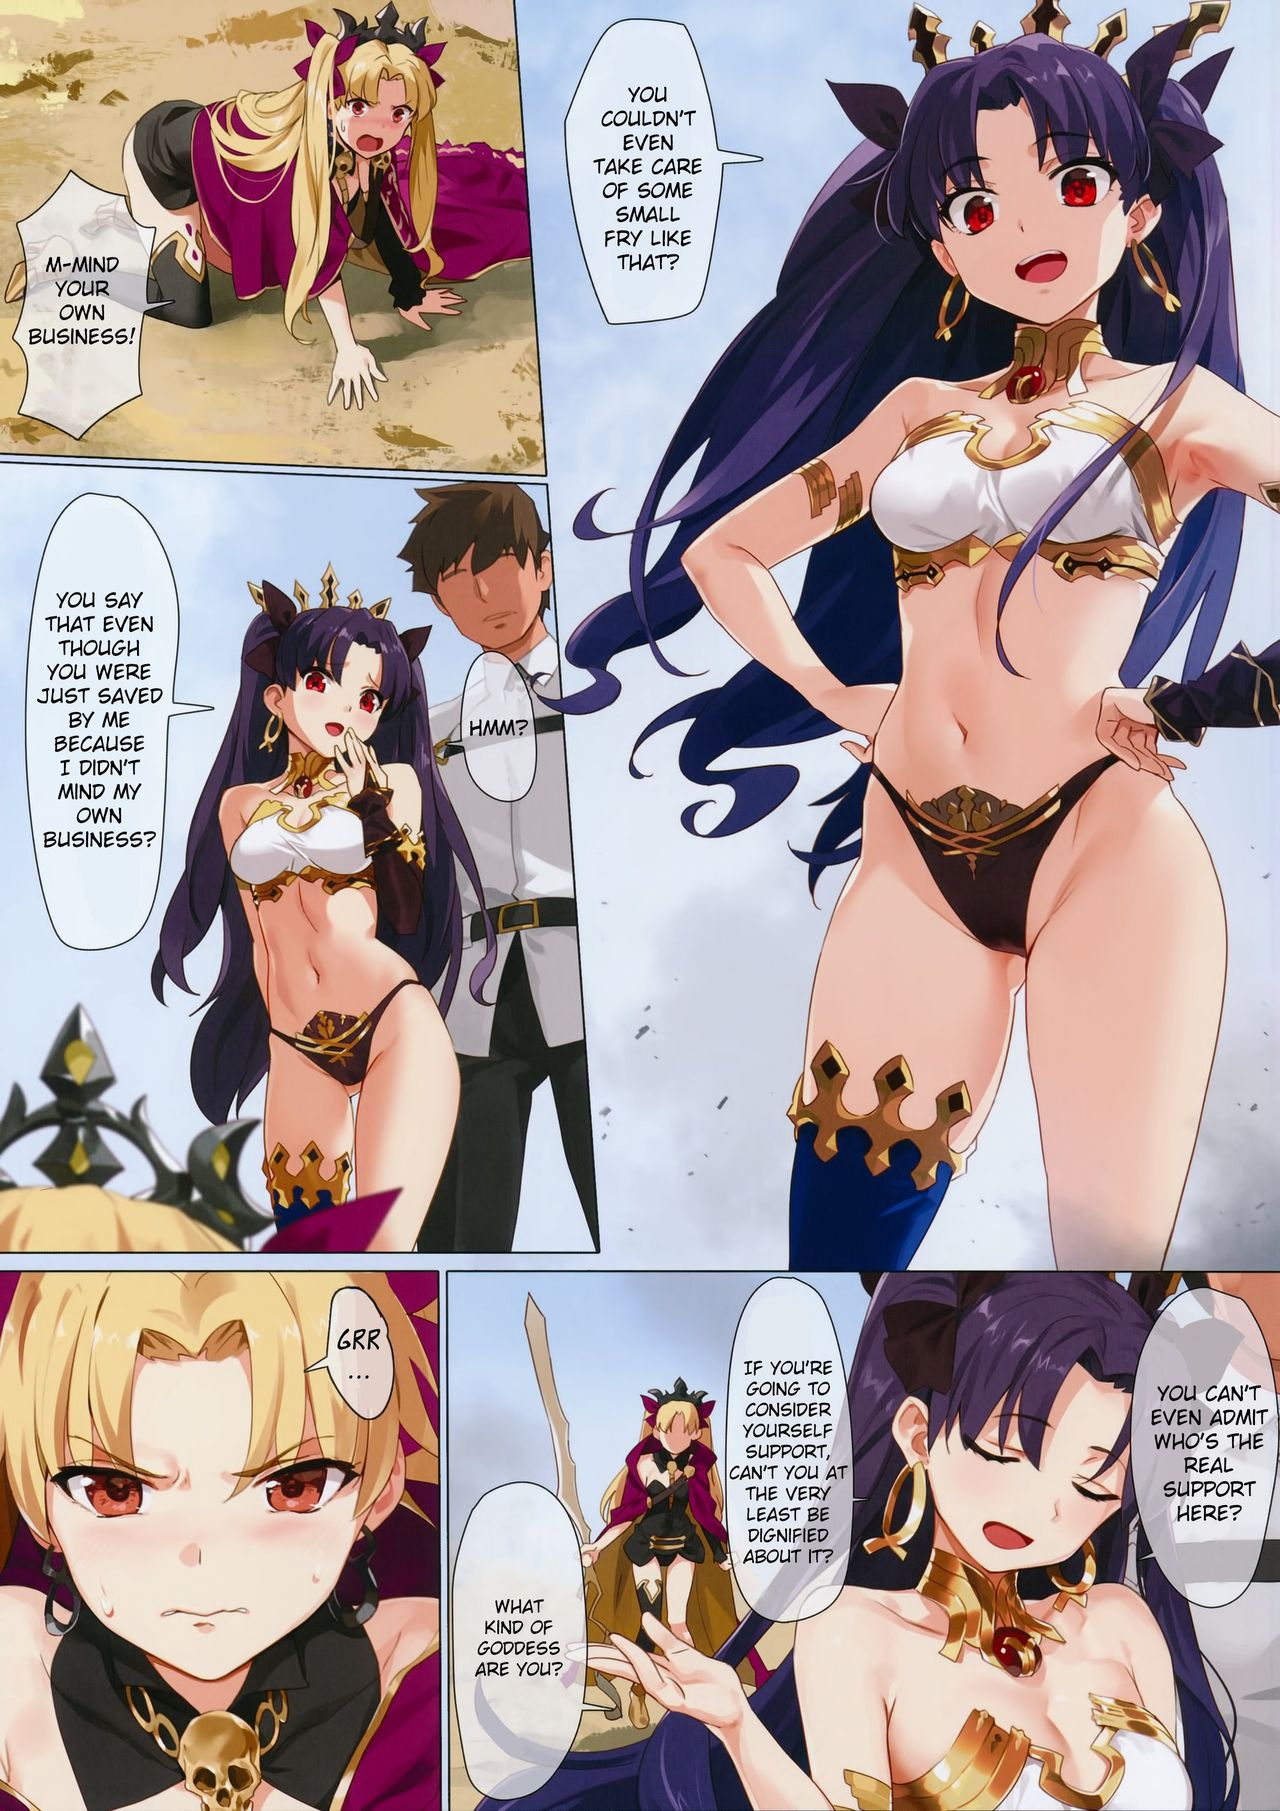 YOU
COULDN'T
EVEN
TAKE CARE
OF SOME
SMALL
FRY LIKE
THAT?
M-MIND
YOUR
OWN
BUSINESS!
HMM?
YOU SAY
THAT EVEN
THOUGH
YOU WERE
JUST SAVED
BY ME
BECAUSE
I DIDN'T
MIND MY
OWN
BUSINESS?
YOU CAN'T
EVEN ADMIT
WHO'S THE
REAL
SUPPORT
HERE?
IF YOU'RE
GOING TO
CONSIDER
YOURSELF
SUPPORT,
CAN'T YOU AT
THE VERY
LEAST BE
DIGNIFIED
ABOUT IT?
WHAT
KIND OF
GODDESS
ARE YOU?
GRR
...